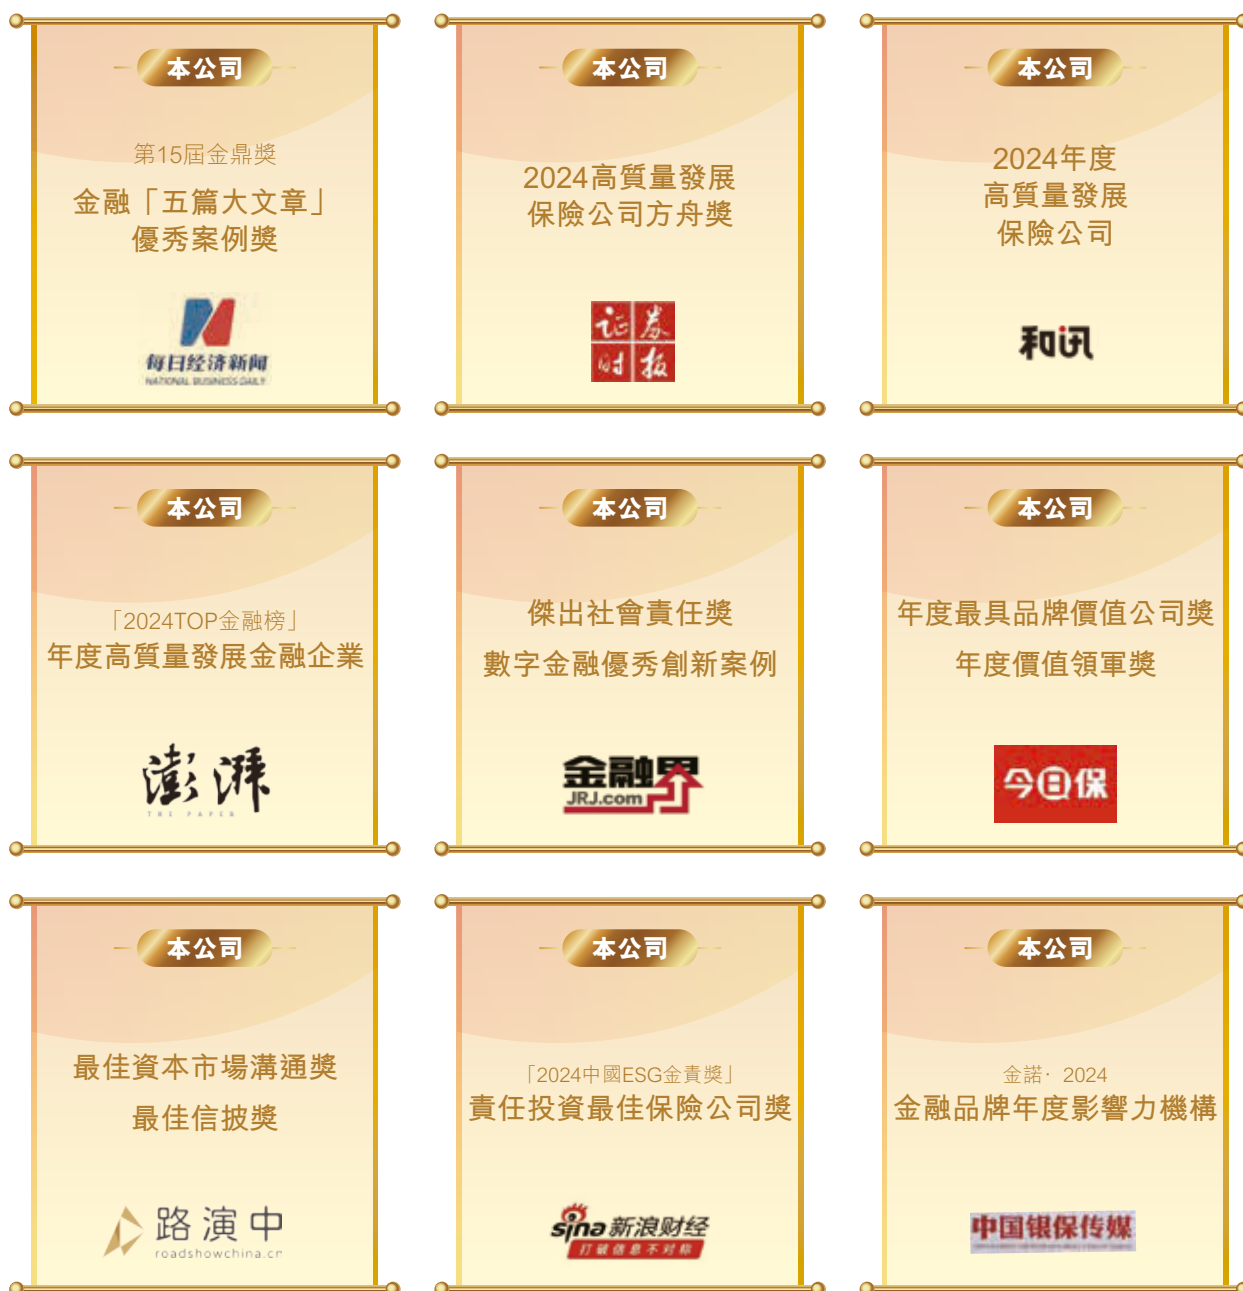 本公司
第15屆金鼎獎
金融「五篇大文章」
優秀案例獎
每日经济新闻
NATIONAL BUSINESS DAILY
本公司
2024高質量發展
保險公司方舟獎
证券
时报
本公司
2024年度
高質量發展
保險公司
和讯
本公司
「2024TOP金融榜」
年度高質量發展金融企業
澎湃
THE PAPER
本公司
傑出社會責任獎
數字金融優秀創新案例
金融界
JRJ.com
本公司
年度最具品牌價值公司獎
年度價值領軍獎
今日保
本公司
最佳資本市場溝通獎
最佳信披獎
路演中
roadshowchina.cn
本公司
「2024中國ESG金責獎」
責任投資最佳保險公司獎
sina新浪财经
打破信息不对称
本公司
金諾·2024
金融品牌年度影響力機構
中国银保传媒